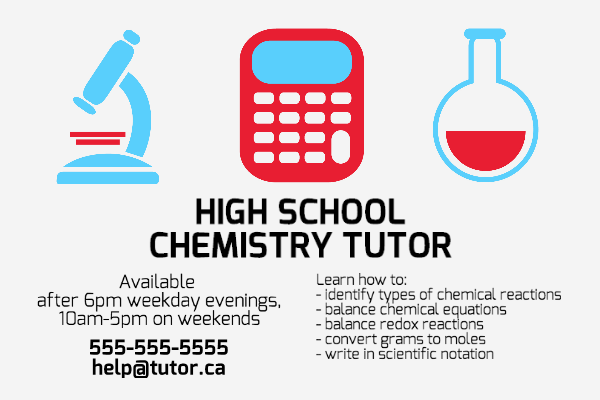 HIGH SCHOOL
CHEMISTRY TUTOR
Available
after 6pm weekday evenings,
10am-5pm on weekends
555-555-5555
help@tutor.ca
Learn how to:
- identify types of chemical reactions
- balance chemical equations
- balance redox reactions
- convert grams to moles
- write in scientific notation